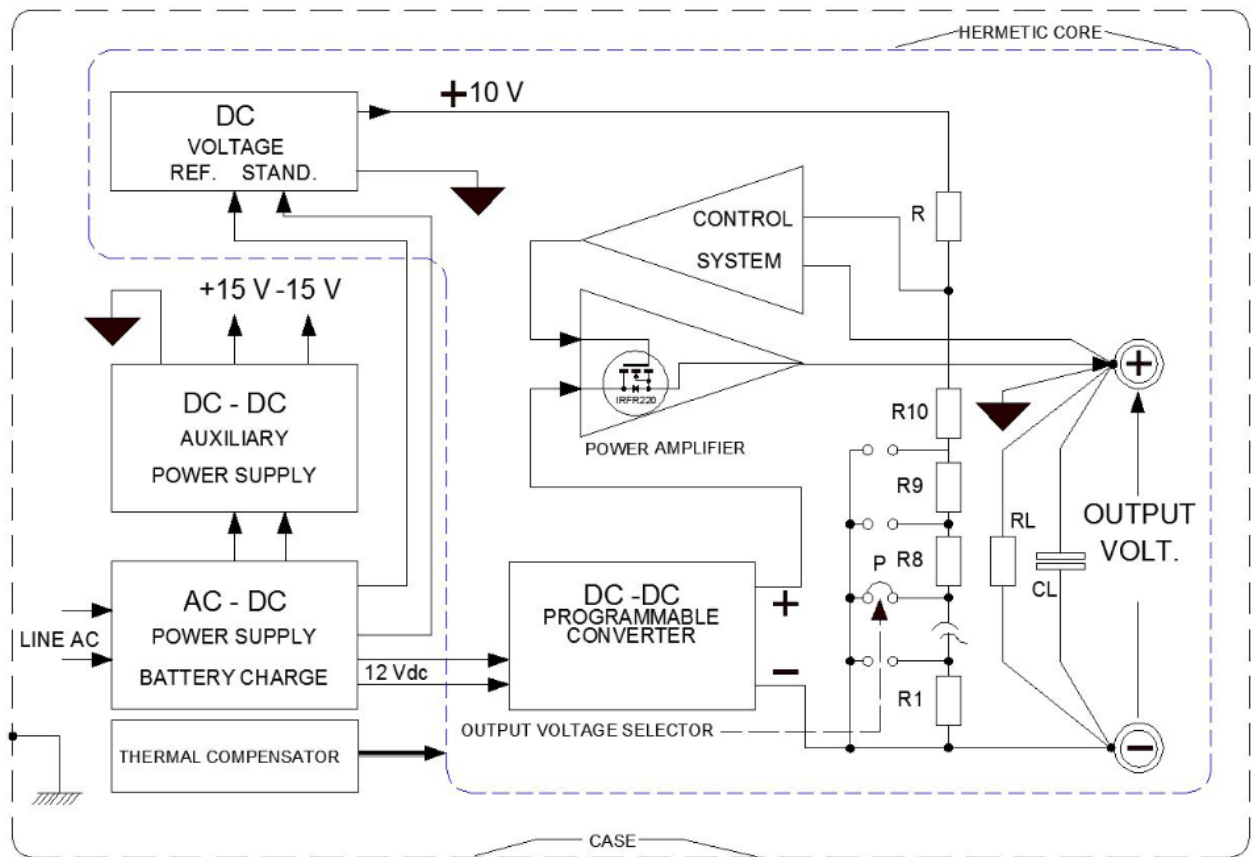 HERMETIC CORE
+10 V
DC
VOLTAGE
REF. STAND.
CONTROL
SYSTEM
R
+15 V -15 V
DC - DC
AUXILIARY
POWER SUPPLY
IRFR220
POWER AMPLIFIER
+
R10
R9
R8
P
R1
RL
CL
OUTPUT
VOLT.
AC - DC
POWER SUPPLY
BATTERY CHARGE
LINE AC
12 Vdc
DC -DC
PROGRAMMABLE
CONVERTER
+
−
OUTPUT VOLTAGE SELECTOR
−
THERMAL COMPENSATOR
CASE